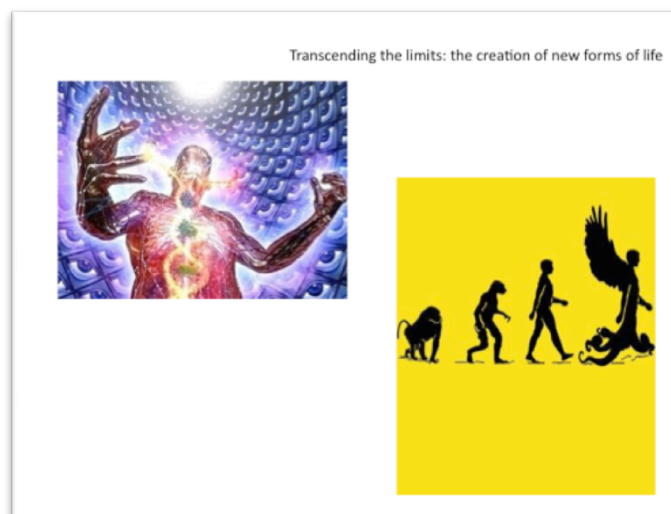 Transcending the limits: the creation of new forms of life